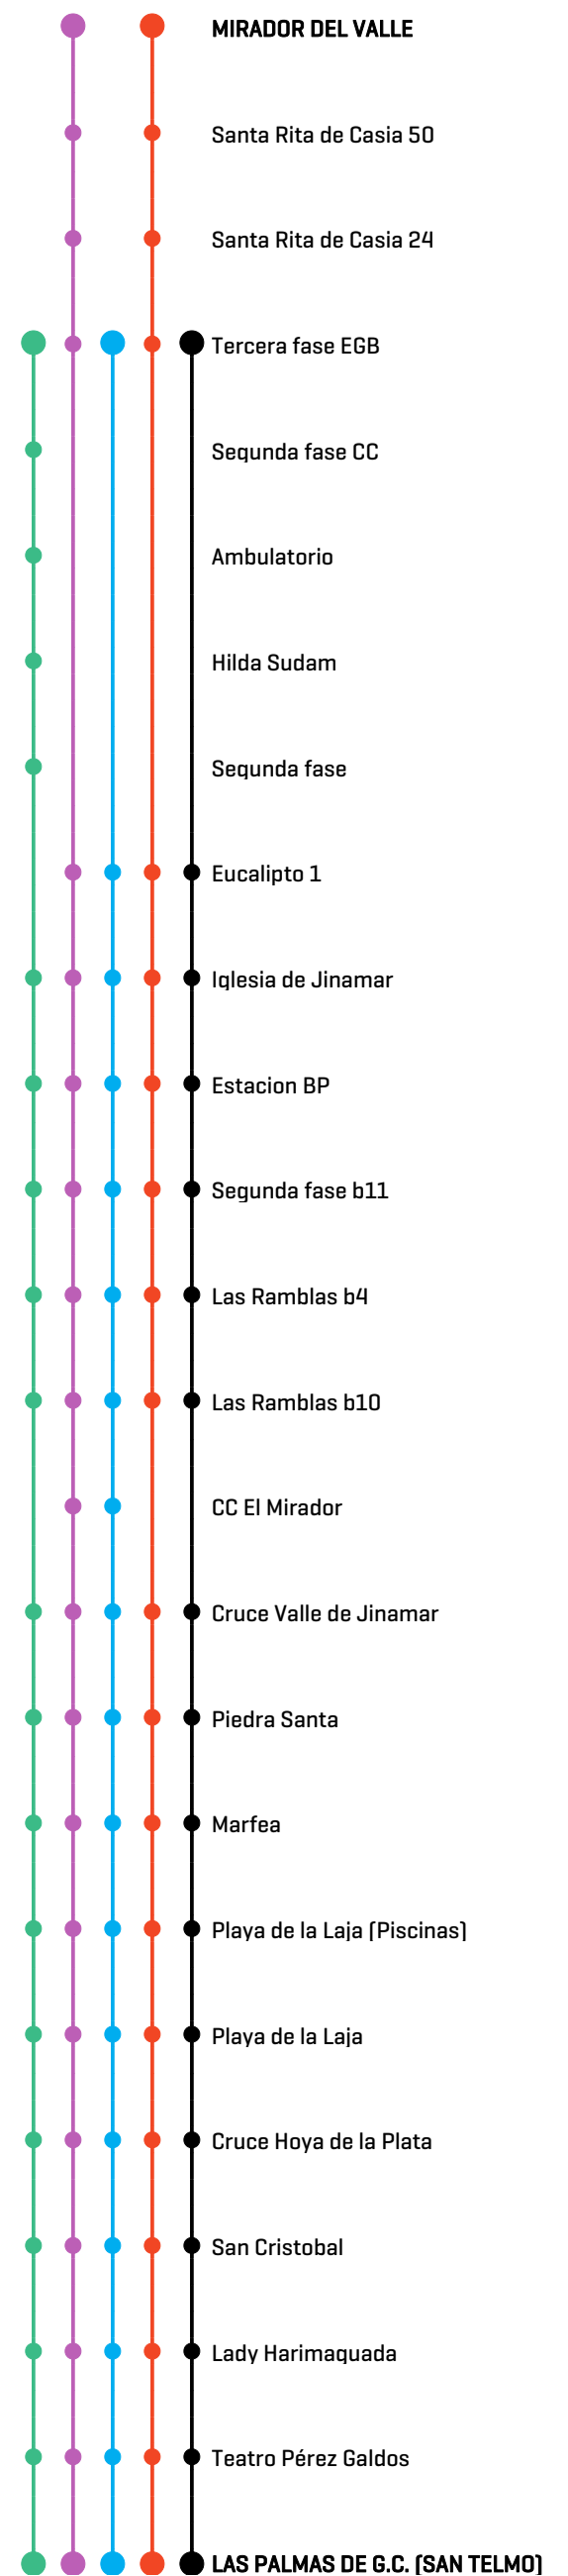 MIRADOR DEL VALLE
Santa Rita de Casia 50
Santa Rita de Casia 24
Tercera fase EGB
Segunda fase CC
Ambulatorio
Hilda Sudam
Segunda fase
Eucalipto 1
Iglesia de Jinamar
Estacion BP
Segunda fase b11
Las Ramblas b4
Las Ramblas b10
CC El Mirador
Cruce Valle de Jinamar
Piedra Santa
Marfea
Playa de la Laja (Piscinas)
Playa de la Laja
Cruce Hoya de la Plata
San Cristobal
Lady Harimaguada
Teatro Pérez Galdos
LAS PALMAS DE G.C. (SAN TELMO)